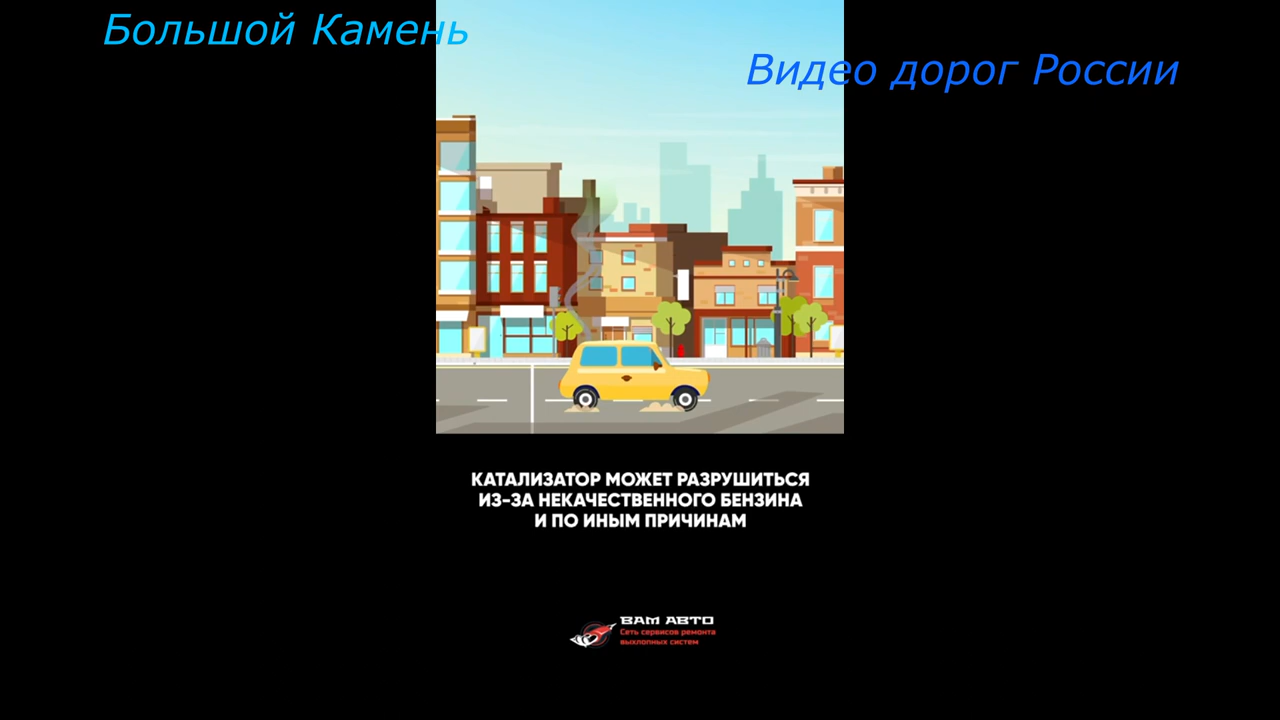 Большой Камень
Видео дорог России
КАТАЛИЗАТОР МОЖЕТ РАЗРУШИТЬСЯ
ИЗ-ЗА НЕКАЧЕСТВЕННОГО БЕНЗИНА
И ПО ИНЫМ ПРИЧИНАМ
ВАМ АВТО
Сеть сервисов ремонта
выхлопных систем